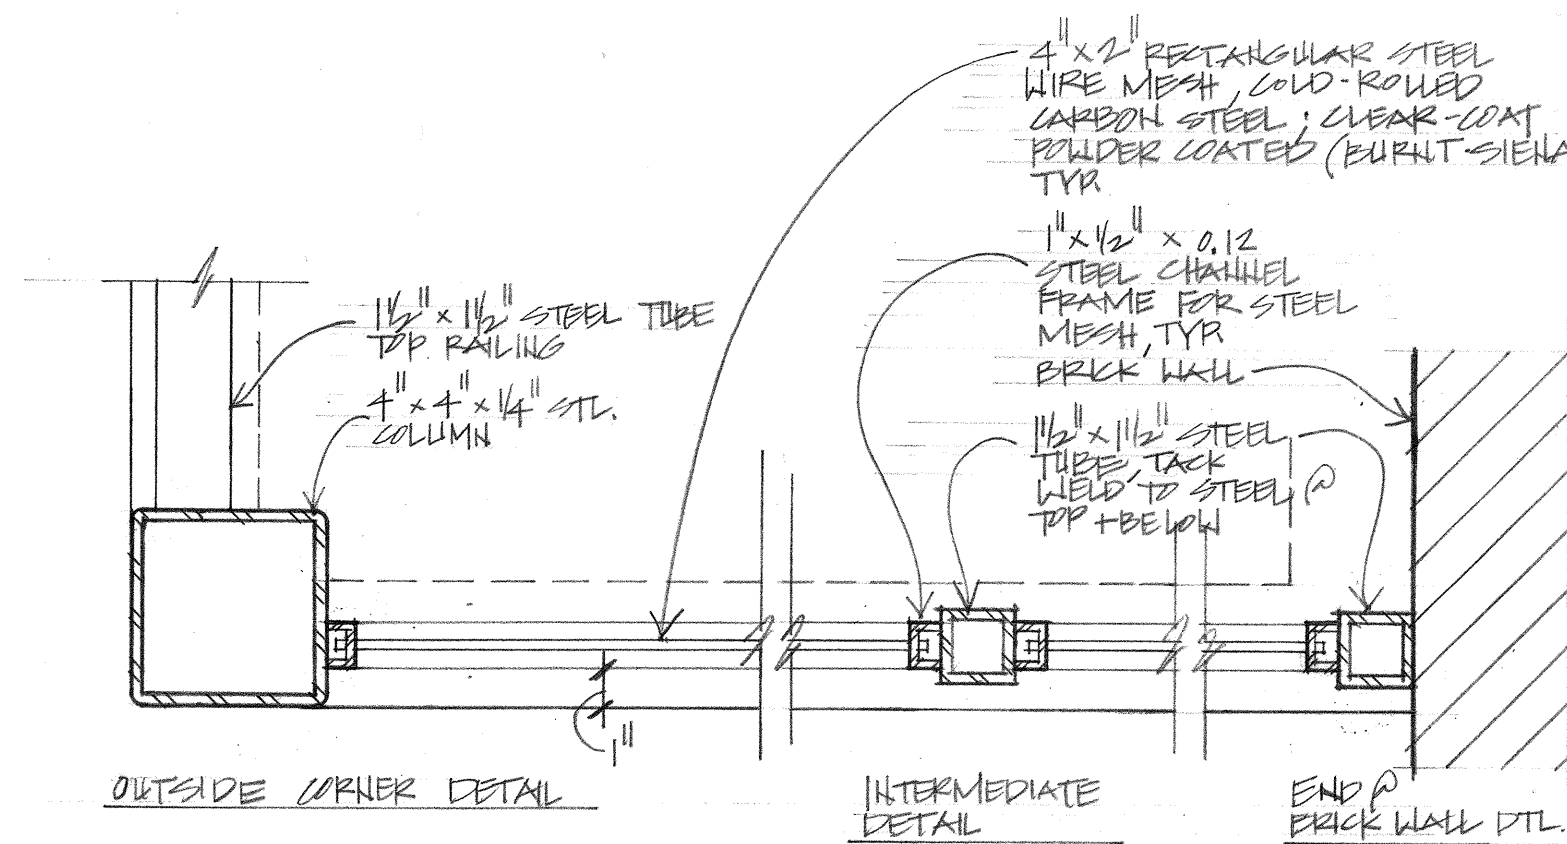 4" x 2" RECTANGULAR STEEL
WIRE MESH, COLD-ROLLED
CARBON STEEL; CLEAR-COAT
POWDER COATED (BURNT-SIENA
TYP.
1" x 1/2" x 0.12
STEEL CHANNEL
FRAME FOR STEEL
MESH, TYP.
BRICK WALL
1 1/2" x 1 1/2" STEEL
TUBE, TACK
WELD TO STEEL @
TOP + BELOW
1 1/2" x 1 1/2" STEEL TUBE
TOP RAILING
4" x 4" x 1/4" STL.
COLUMN
1"
OUTSIDE CORNER DETAIL
INTERMEDIATE
DETAIL
END @
BRICK WALL DTL.